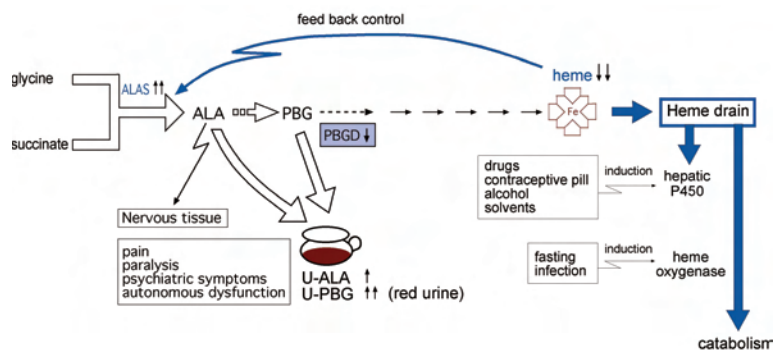 feed back control
glycine
ALAS ↑↑
heme ↓↓
ALA
PBG
Fe
Heme drain
PBGD ↓
succinate
drugs
contraceptive pill
alcohol
solvents
induction
hepatic
P450
Nervous tissue
pain
paralysis
psychiatric symptoms
autonomous dysfunction
fasting
infection
induction
heme
oxygenase
U-ALA ↑
U-PBG ↑↑ (red urine)
catabolism